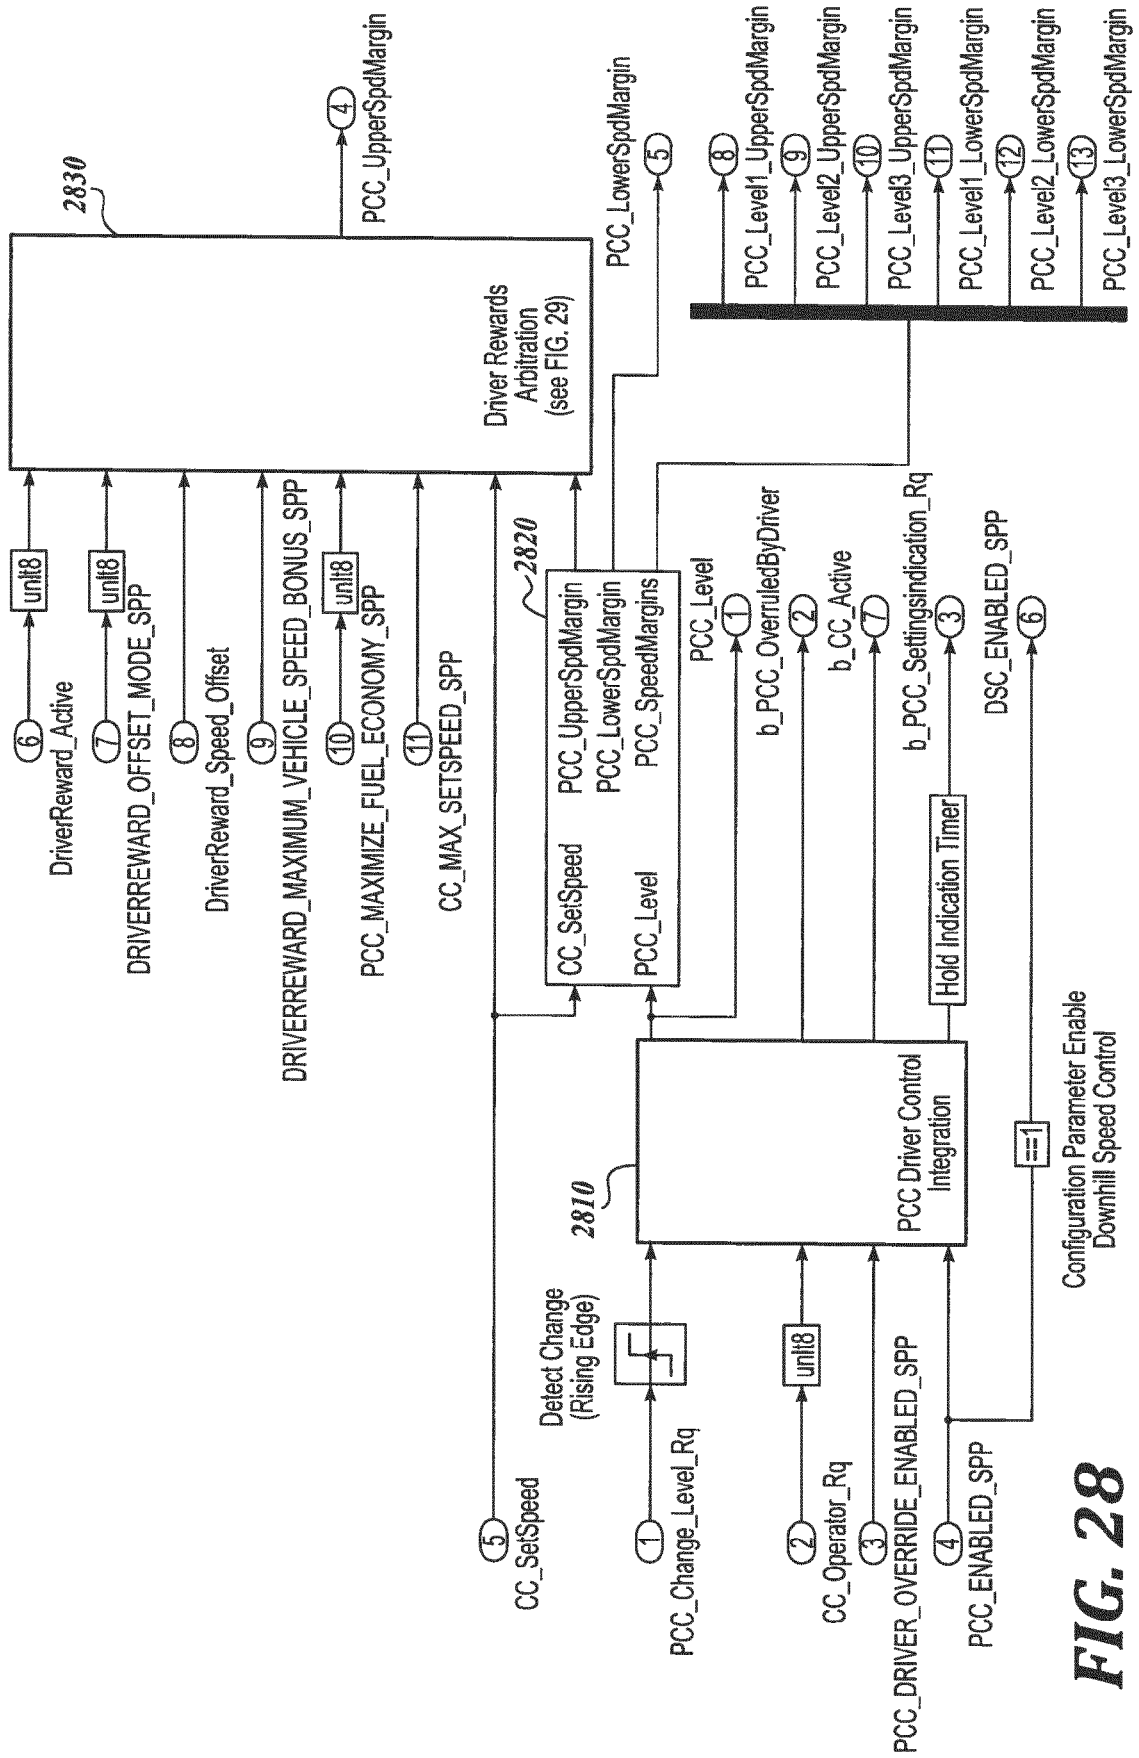 6
DriverReward_Active
unIt8
7
DRIVERREWARD_OFFSET_MODE_SPP
unIt8
8
DriverReward_Speed_Offset
9
DRIVERREWARD_MAXIMUM_VEHICLE_SPEED_BONUS_SPP
10
PCC_MAXIMIZE_FUEL_ECONOMY_SPP
unIt8
11
CC_MAX_SETSPEED_SPP
2830
Driver Rewards
Arbitration
(see FIG. 29)
4
PCC_UpperSpdMargin
5
CC_SetSpeed
2820
CC_SetSpeed
PCC_Level
PCC_UpperSpdMargin
PCC_LowerSpdMargin
PCC_SpeedMargins
PCC_LowerSpdMargin
5
8
PCC_Level1_UpperSpdMargin
9
PCC_Level2_UpperSpdMargin
10
PCC_Level3_UpperSpdMargin
11
PCC_Level1_LowerSpdMargin
12
PCC_Level2_LowerSpdMargin
13
PCC_Level3_LowerSpdMargin
Detect Change
(Rising Edge)
1
PCC_Change_Level_Rq
2
CC_Operator_Rq
unIt8
3
PCC_DRIVER_OVERRIDE_ENABLED_SPP
4
PCC_ENABLED_SPP
2810
PCC Driver Control
Integration
PCC_Level
1
b_PCC_OverruledByDriver
2
b_CC_Active
7
Hold Indication Timer
b_PCC_Settingsindication_Rq
3
==1
Configuration Parameter Enable
Downhill Speed Control
DSC_ENABLED_SPP
6
FIG. 28